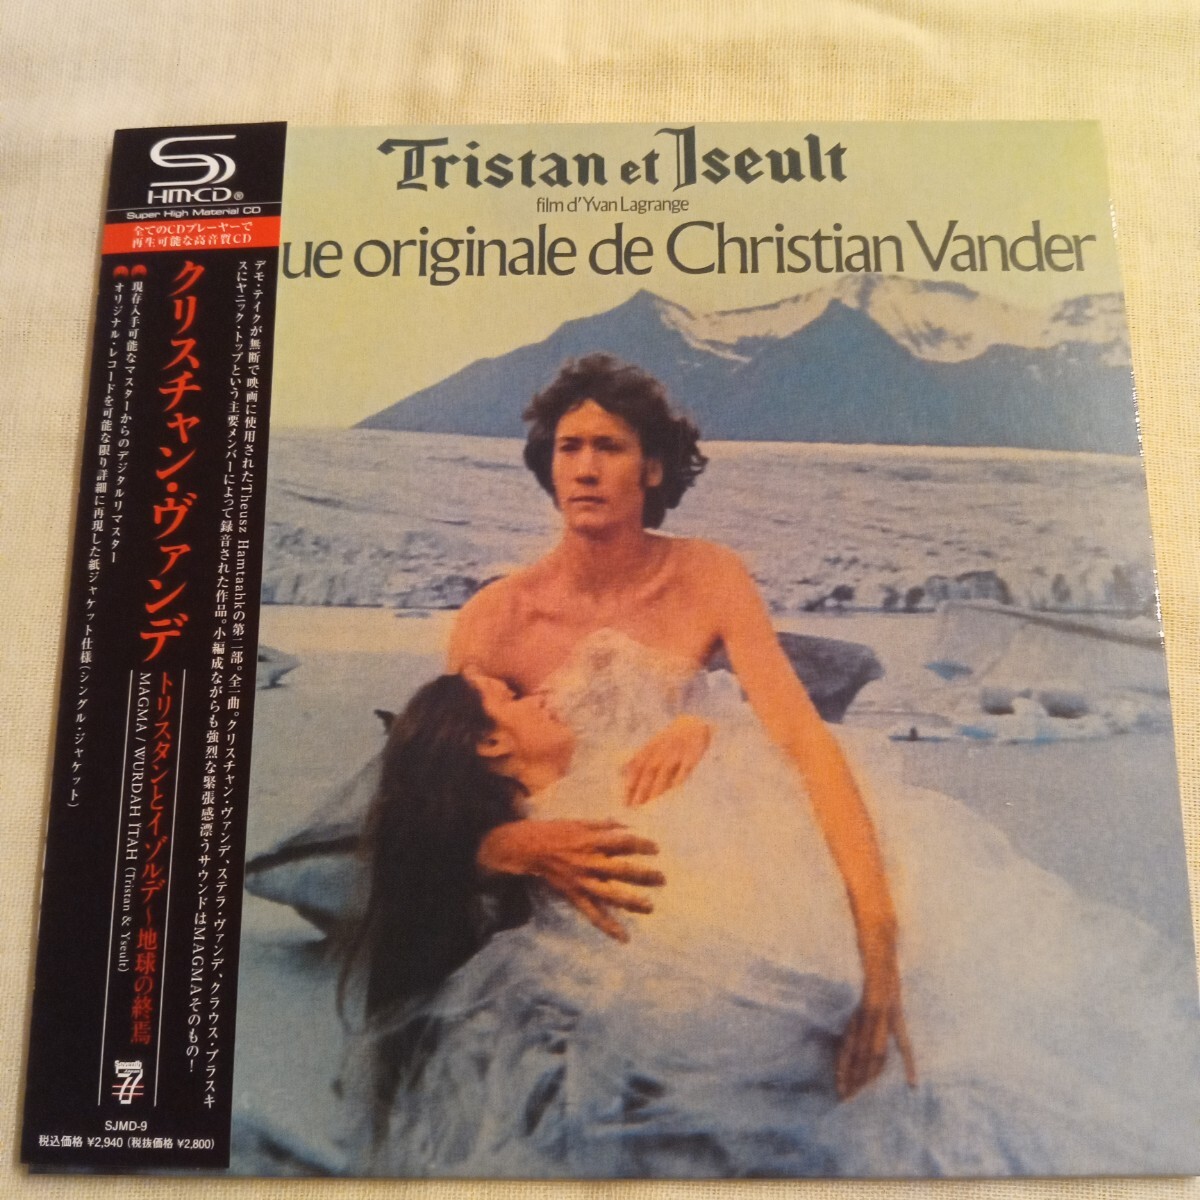 HM-CD®
Super High Material CD
全てのCDプレーヤーで
再生可能な高音質CD
デモ・テイクが無断で映画に使用されたTheusz Hamtaahkの第二部。全一曲。クリスチャン・ヴァンデ、ステラ・ヴァンデ、クラウス・ブラスキ
スにヤニック・トップという主要メンバーによって録音された作品。小編成ながらも強烈な緊張感漂うサウンドはMAGMAそのもの!
クリスチャン・ヴァンデ
トリスタンとイゾルデ〜地球の終焉
MAGMA / WURDAH ÏTAH (Tristan & Yseult)
現存入手可能なマスターからのデジタルリマスター
オリジナル・レコードを可能な限り詳細に再現した紙ジャケット仕様(シングル・ジャケット)
SJMD-9
税込価格 ¥2,940 (税抜価格 ¥2,800)
Tristan et Iseult
film d'Yvan Lagrange
ue originale de Christian Vander